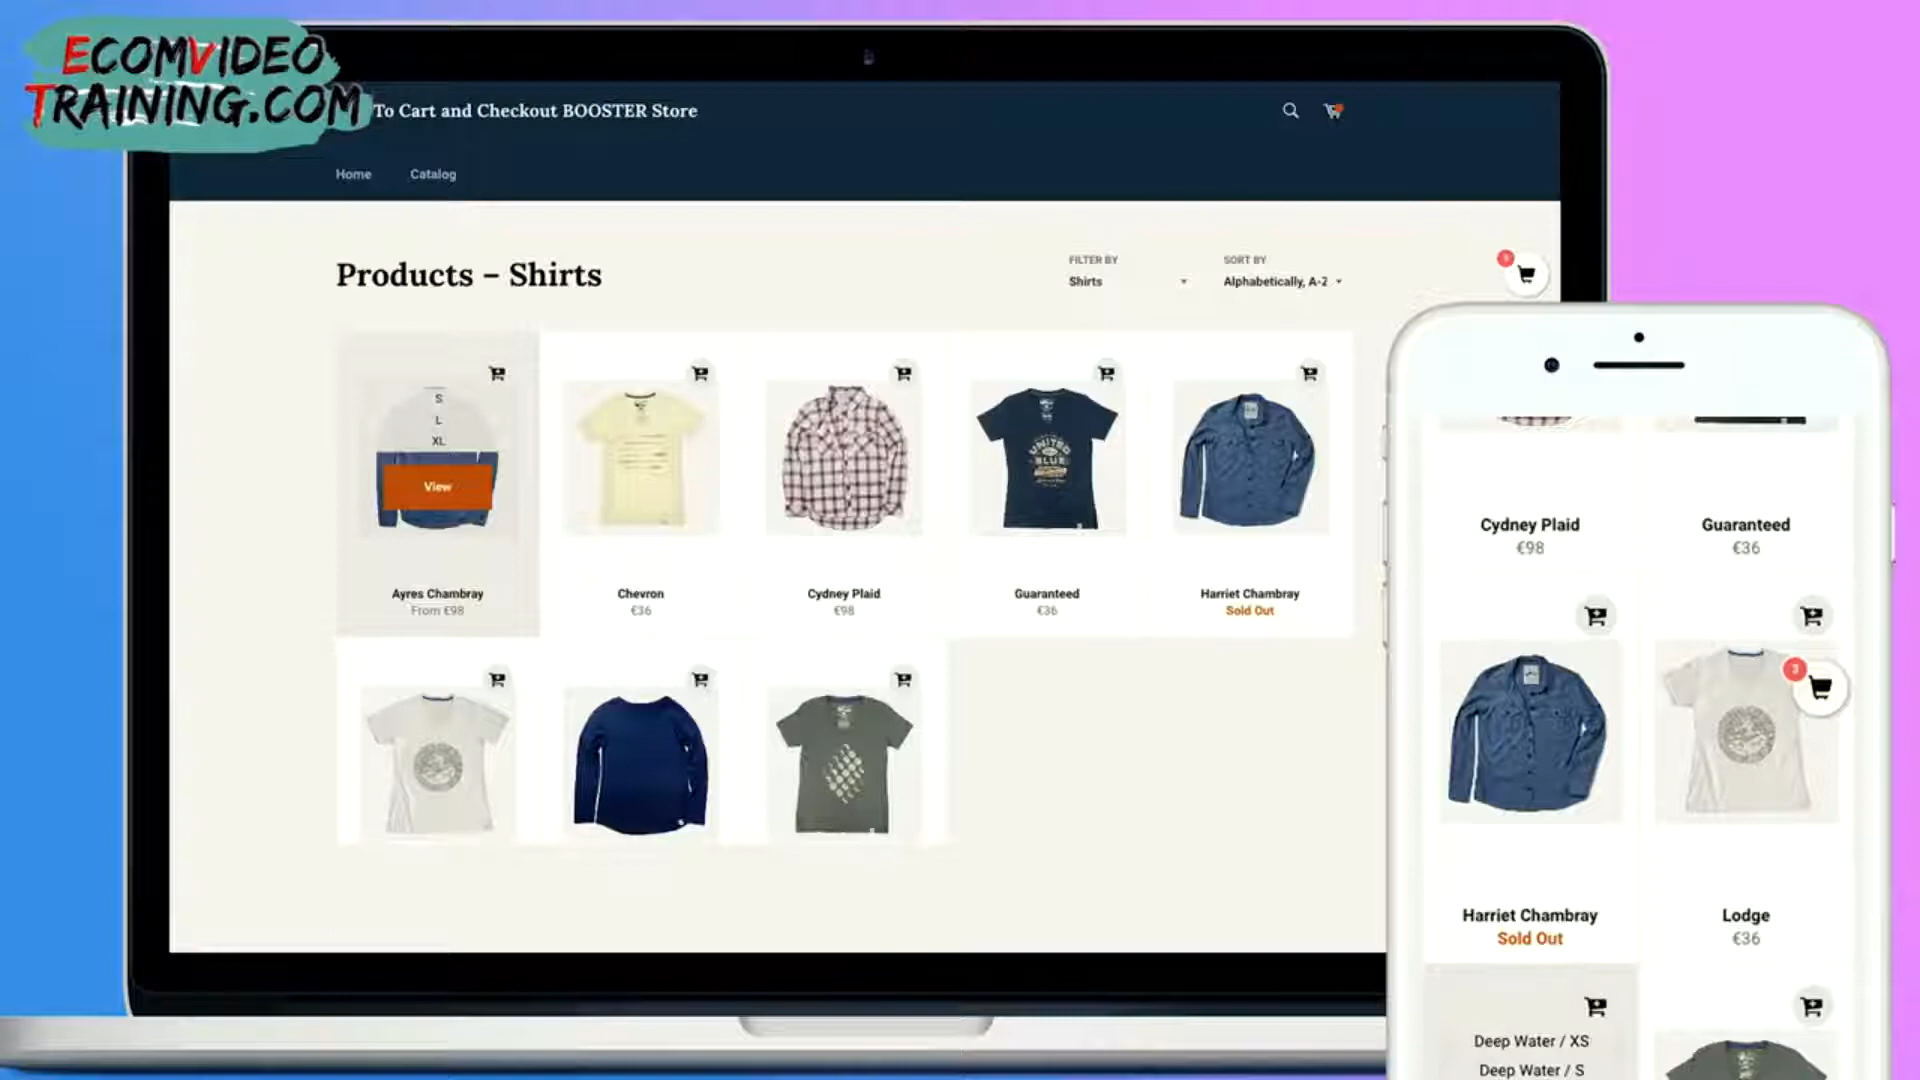 ECOMVIDEO
TRAINING.COM
To Cart and Checkout BOOSTER Store
Home Catalog
Products – Shirts
FILTER BY
Shirts
SORT BY
Alphabetically, A-Z
S
L
XL
View
Ayres Chambray
From €98
Chevron
€36
Cydney Plaid
€98
Guaranteed
€36
Harriet Chambray
Sold Out
UNITED
BLUE
Cydney Plaid
€98
Guaranteed
€36
3
Harriet Chambray
Sold Out
Lodge
€36
Deep Water / XS
Deep Water / S